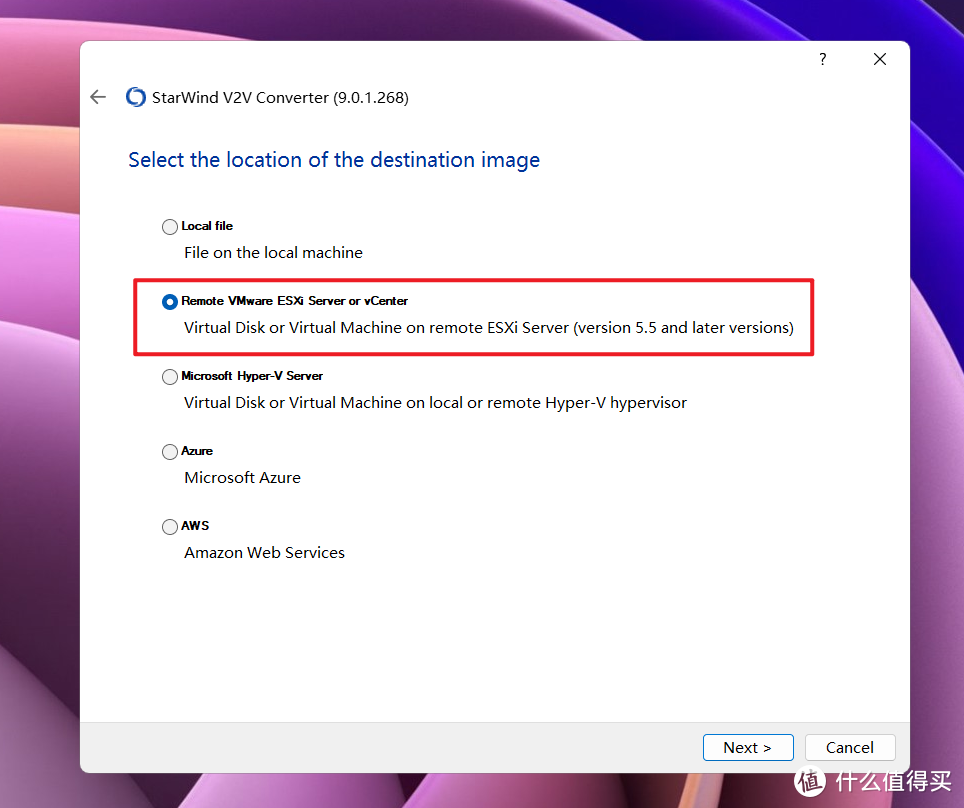 ?
StarWind V2V Converter (9.0.1.268)
Select the location of the destination image
Local file
File on the local machine
Remote VMware ESXi Server or vCenter
Virtual Disk or Virtual Machine on remote ESXi Server (version 5.5 and later versions)
Microsoft Hyper-V Server
Virtual Disk or Virtual Machine on local or remote Hyper-V hypervisor
Azure
Microsoft Azure
AWS
Amazon Web Services
Next >
Cancel
值 什么值得买